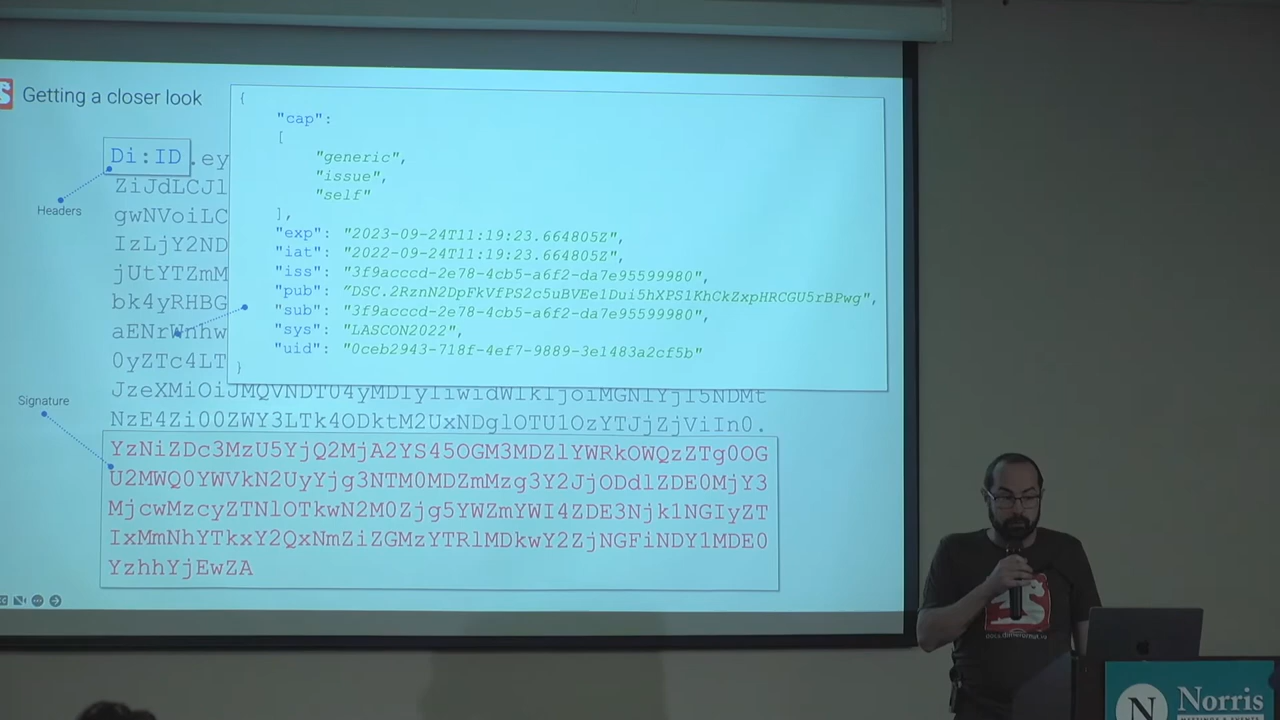 Getting a closer look
{
"cap":
[
"generic",
"issue",
"self"
],
"exp": "2023-09-24T11:19:23.664805Z",
"iat": "2022-09-24T11:19:23.664805Z",
"iss": "3f9acccd-2e78-4cb5-a6f2-da7e95599980",
"pub": "DSC.2RznN2DpFkVfPS2c5uBVEe1Dui5hXPS1KhCkZxpHRCGU5rBPwg",
"sub": "3f9acccd-2e78-4cb5-a6f2-da7e95599980",
"sys": "LASCON2022",
"uid": "0ceb2943-718f-4ef7-9889-3e1483a2cf5b"
}
Di:ID.ey
ZiJdLCJl
Headers
gwNVoiLC
IzLjY2ND
jUtYTZmM
bk4yRHBG
aENrWnhw
0yZTc4LT
JzeXMiOiJMQVNDT04yMDIyIiwidWlkIjoiMGNlYjI5NDMt
Signature
NzE4Zi00ZWY3LTk4ODktM2UxNDg1OTU1OzYTJjZjViIn0.
YzNiZDc3MzU5YjQ2MjA2YS45OGM3MDZlYWRkOWQzZTg0OG
U2MWQ0YWVkN2UyYjg3NTM0MDZmMzg3Y2JjODdlZDE0MjY3
MjcwMzcyZTNlOTkwN2M0Zjg5YWZmYWI4ZDE3Njk1NGIyZT
IxMmNhYTkxY2QxNmZiZGMzYTRlMDkwY2ZjNGFiNDY1MDE0
YzhhYjEwZA
N Norris